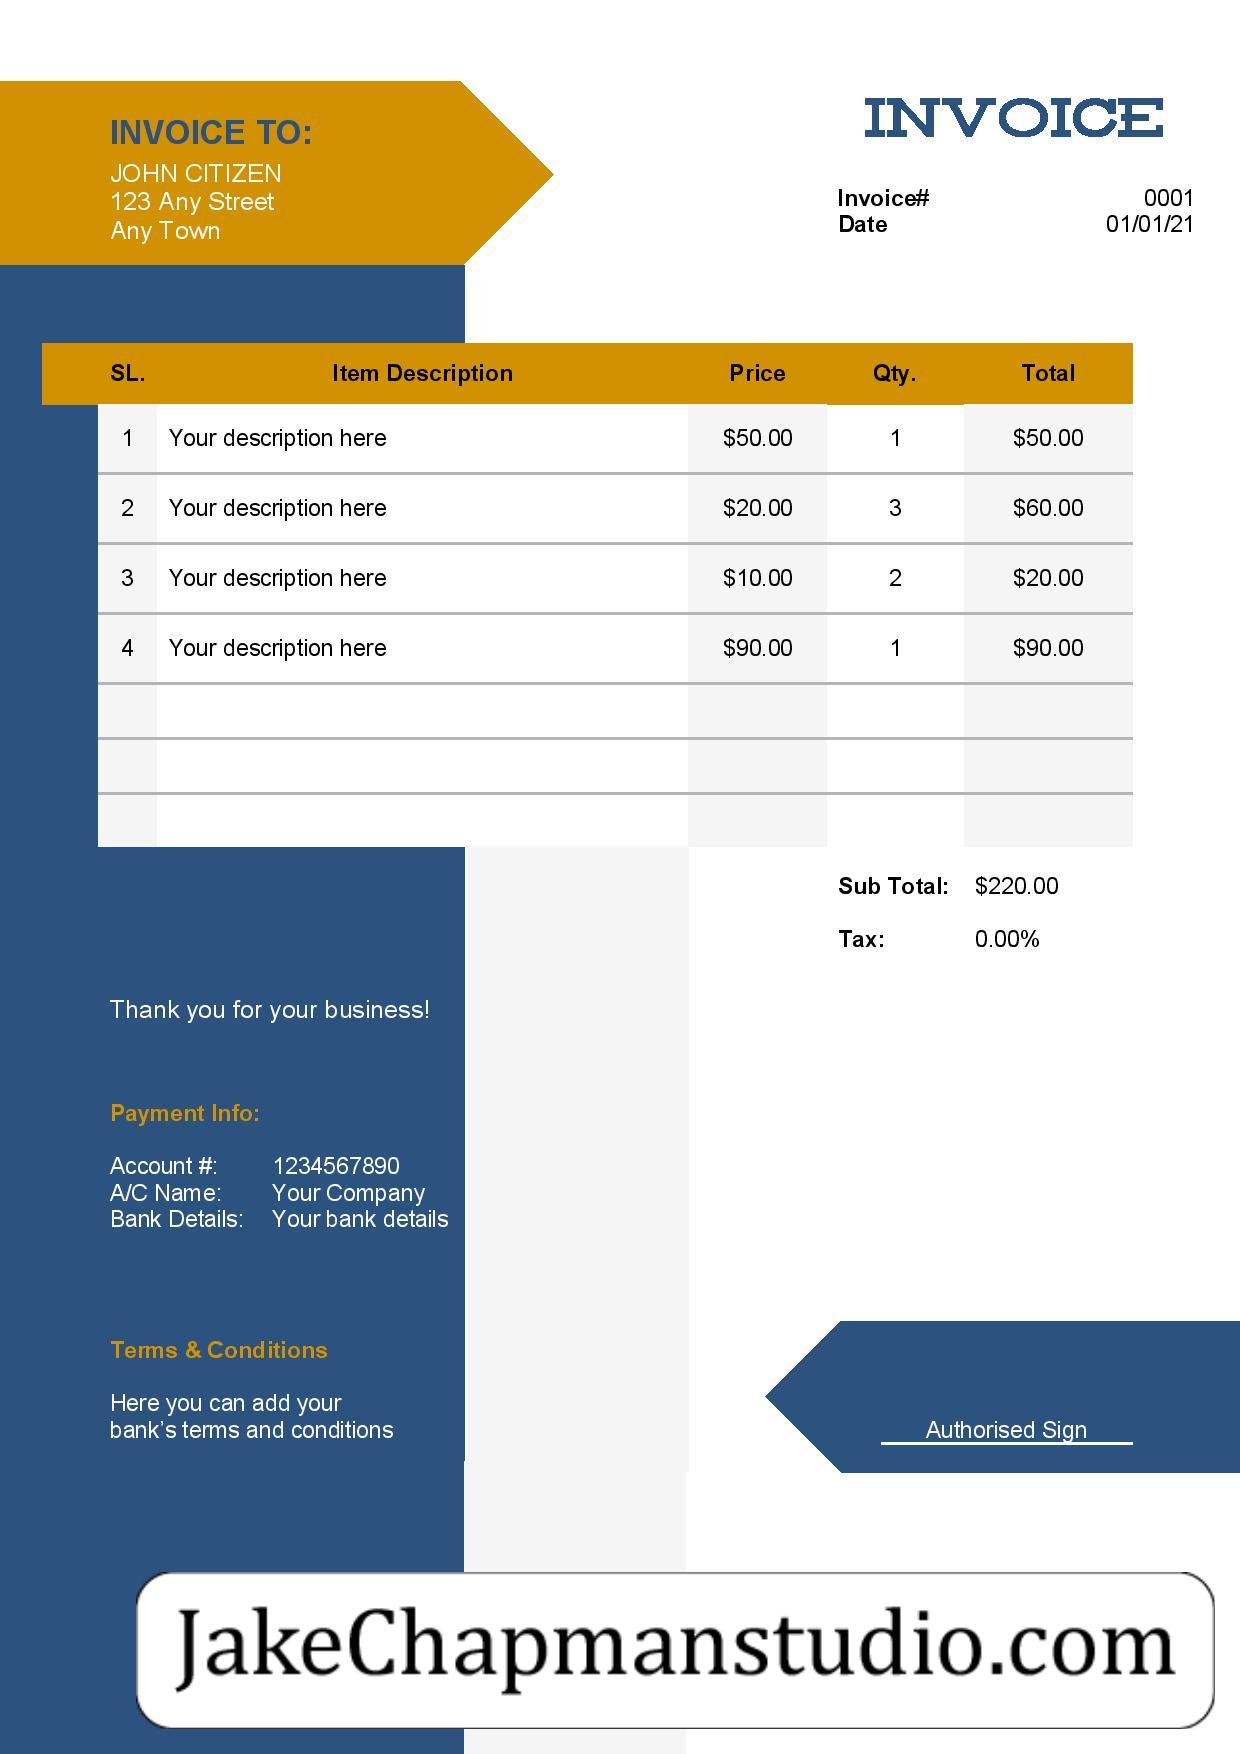 INVOICE TO:
JOHN CITIZEN
123 Any Street
Any Town
INVOICE
Invoice# 0001
Date 01/01/21
SL. Item Description Price Qty. Total
1 Your description here $50.00 1 $50.00
2 Your description here $20.00 3 $60.00
3 Your description here $10.00 2 $20.00
4 Your description here $90.00 1 $90.00
Sub Total: $220.00
Tax: 0.00%
Thank you for your business!
Payment Info:
Account #: 1234567890
A/C Name: Your Company
Bank Details: Your bank details
Terms & Conditions
Here you can add your
bank’s terms and conditions
Authorised Sign
JakeChapmanstudio.com